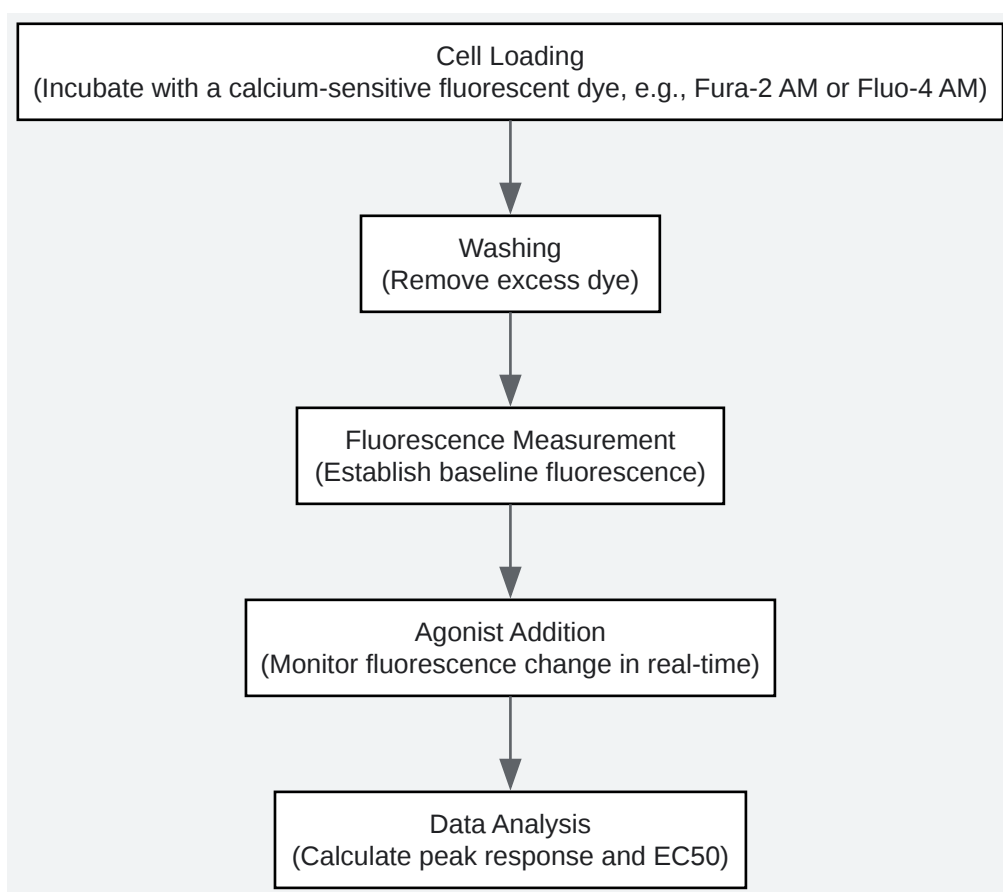 Cell Loading
(Incubate with a calcium-sensitive fluorescent dye, e.g., Fura-2 AM or Fluo-4 AM)
Washing
(Remove excess dye)
Fluorescence Measurement
(Establish baseline fluorescence)
Agonist Addition
(Monitor fluorescence change in real-time)
Data Analysis
(Calculate peak response and EC50)